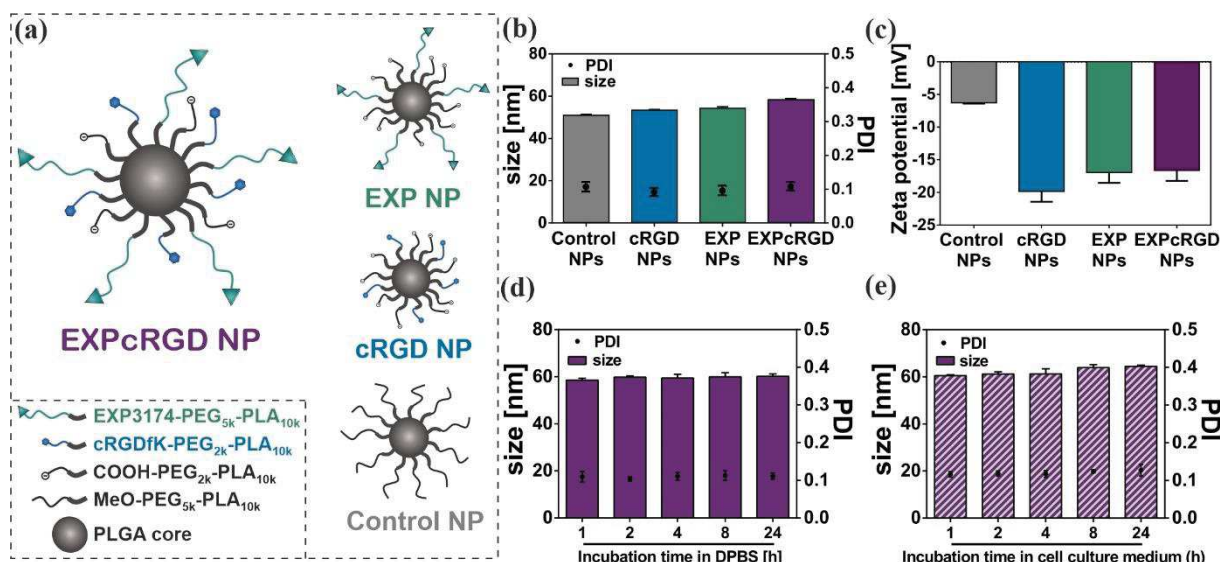 (a)
EXPcRGD NP
EXP NP
cRGD NP
Control NP
EXP3174-PEG5k-PLA10k
cRGDfK-PEG2k-PLA10k
COOH-PEG2k-PLA10k
MeO-PEG5k-PLA10k
PLGA core
(b)
80
60
40
20
0
size [nm]
PDI
size
0.5
0.4
0.3
0.2
0.1
0.0
PDI
Control NPs
cRGD NPs
EXP NPs
EXPcRGD NPs
(c)
0
-5
-10
-15
-20
-25
Zeta potential [mV]
Control NPs
cRGD NPs
EXP NPs
EXPcRGD NPs
(d)
80
60
40
20
0
size [nm]
PDI
size
0.5
0.4
0.3
0.2
0.1
0.0
PDI
1 2 4 8 24
Incubation time in DPBS [h]
(e)
80
60
40
20
0
size [nm]
PDI
size
0.5
0.4
0.3
0.2
0.1
0.0
PDI
1 2 4 8 24
Incubation time in cell culture medium (h)